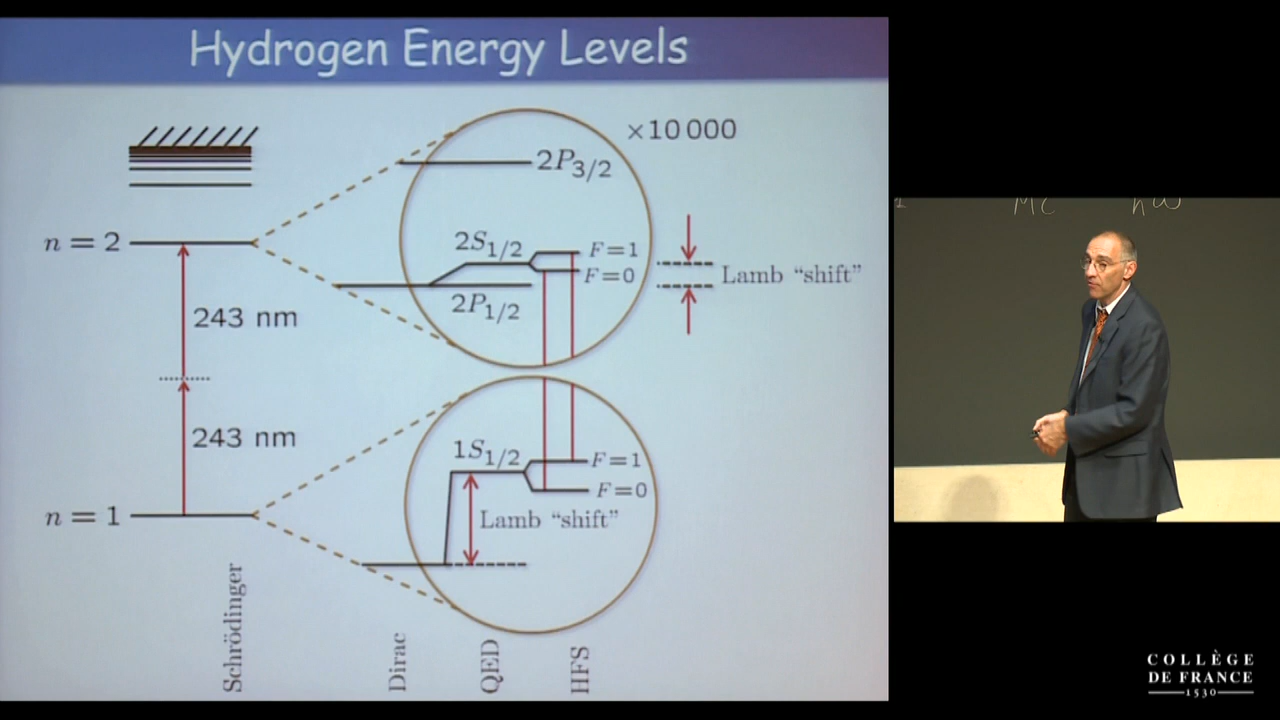 Hydrogen Energy Levels
×10 000
2P3/2
n = 2
2S1/2
F=1
F=0
Lamb “shift”
2P1/2
243 nm
243 nm
1S1/2
F=1
F=0
n = 1
Lamb “shift”
Schrödinger
Dirac
QED
HFS
COLLÈGE
DE FRANCE
1530